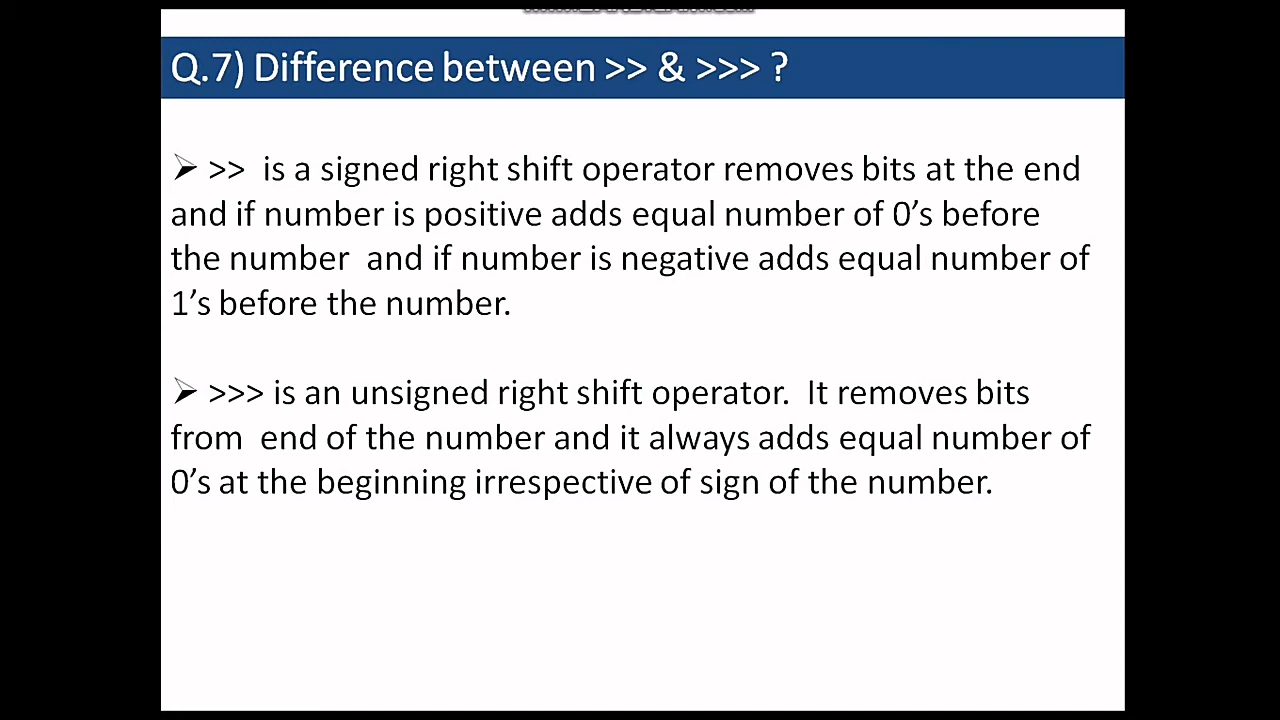 Q.7) Difference between >> & >>> ?
➢ >> is a signed right shift operator removes bits at the end
and if number is positive adds equal number of 0’s before
the number and if number is negative adds equal number of
1’s before the number.
➢ >>> is an unsigned right shift operator. It removes bits
from end of the number and it always adds equal number of
0’s at the beginning irrespective of sign of the number.